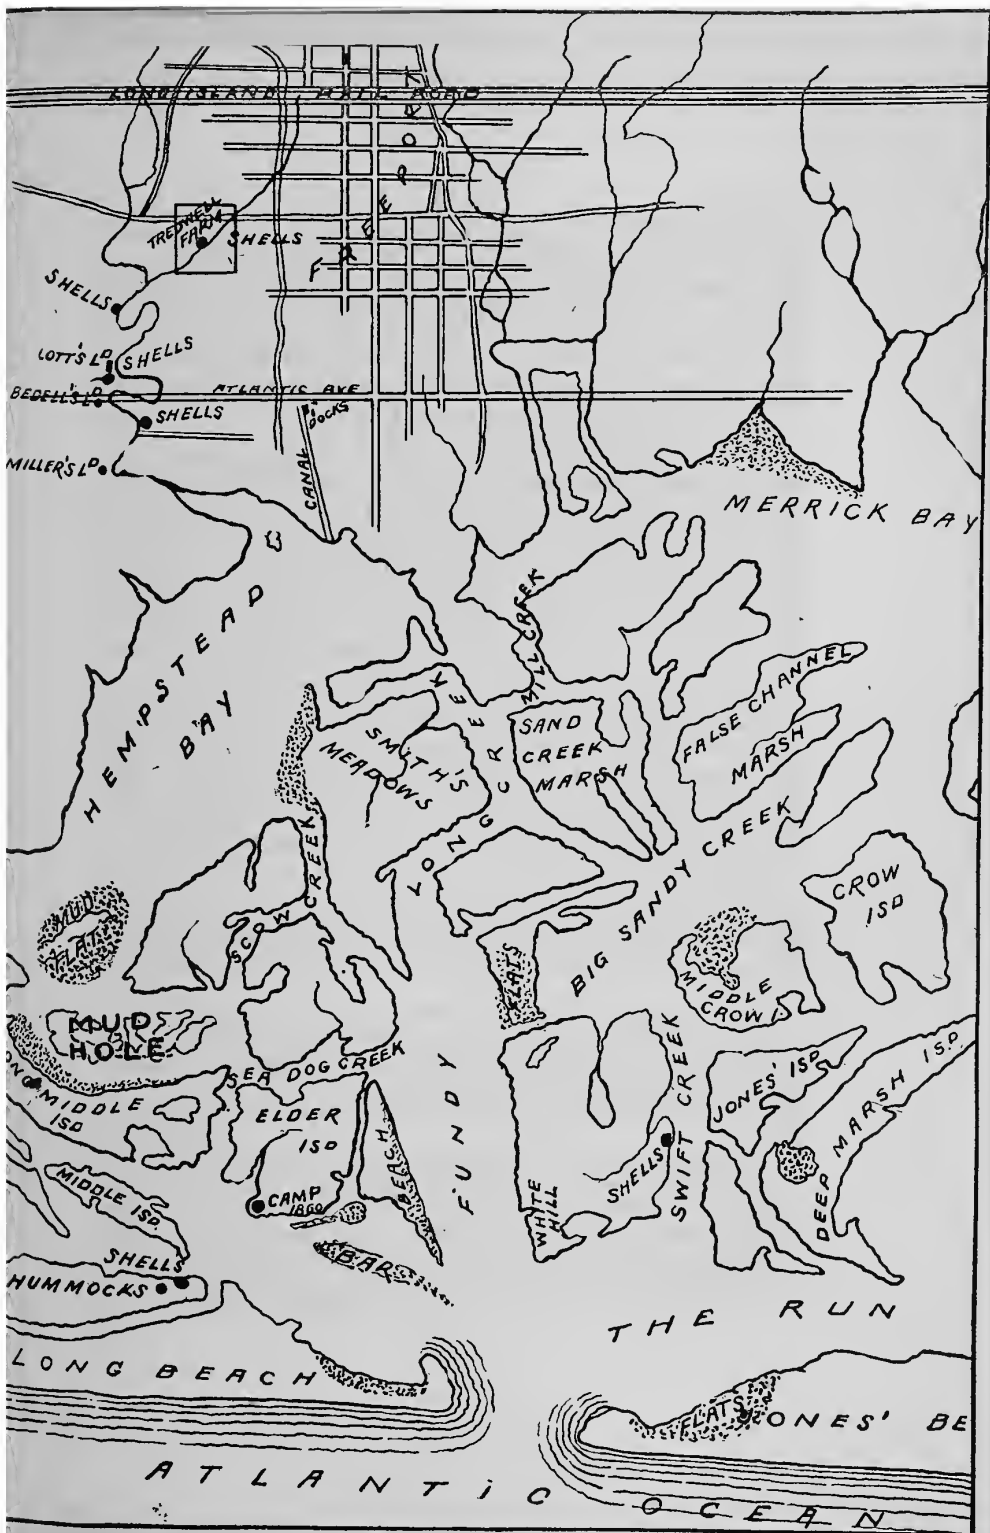 LONG ISLAND RAIL ROAD
FREEPORT
TREDWELL
FARM
SHELLS
SHELLS
LOTT'S Lᴰ
SHELLS
BEDELL'S Lᴰ
ATLANTIC AVE
DOCKS
SHELLS
CANAL
MILLER'S Lᴰ
MERRICK BAY
HEMPSTEAD
BAY
MILL CREEK
LONG CREEK
SMITH'S
MEADOWS
SAND
CREEK
MARSH
FALSE CHANNEL
MARSH
BIG SANDY CREEK
CROW
ISD
SCOW CREEK
MUD
FLAT
FLATS
MIDDLE
CROW I.
MUD
HOLE
SEA DOG CREEK
FUNDY
SWIFT CREEK
JONES' ISD
DEEP MARSH ISD.
MIDDLE
ISD
ELDER
ISD
BEACH
SHELLS
WHITE
HILL
MIDDLE ISD.
CAMP
1860
BAR
SHELLS
HUMMOCKS
THE RUN
LONG BEACH
FLATS
JONES' BE
ATLANTIC OCEAN